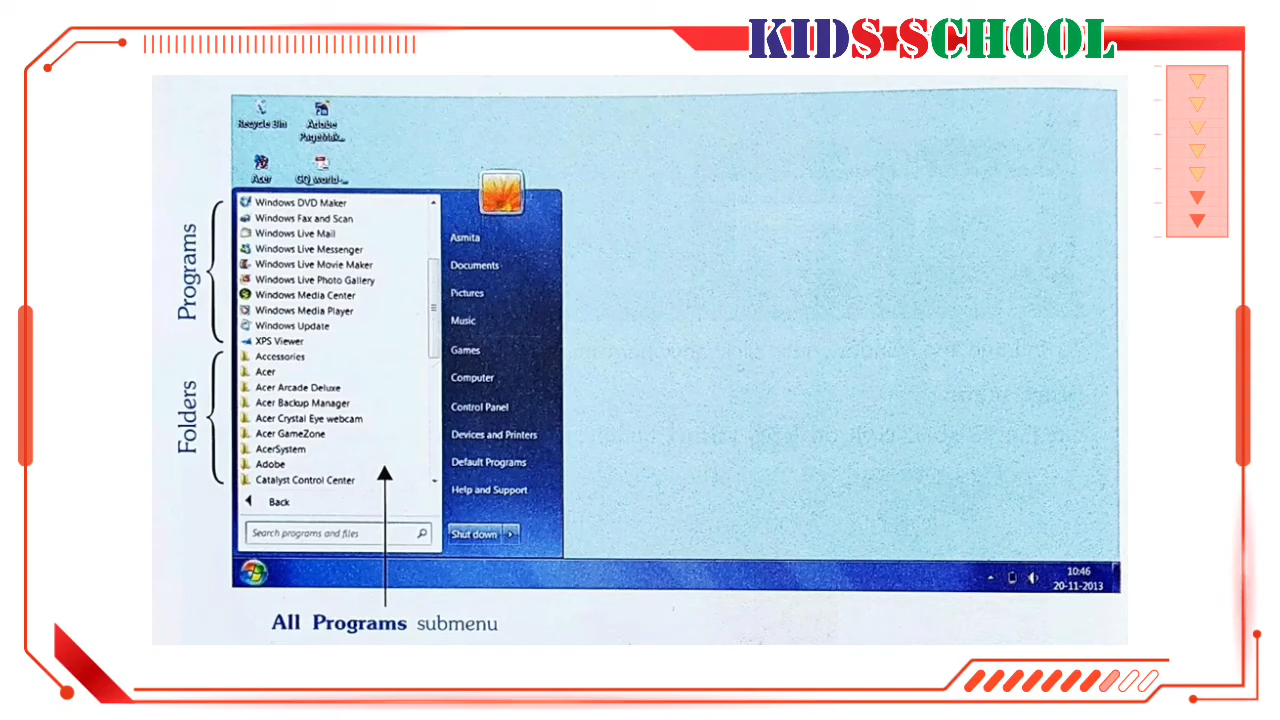 KIDS SCHOOL
Recycle Bin
Adobe
Acer
Programs
Windows DVD Maker
Windows Fax and Scan
Windows Live Mail
Windows Live Messenger
Windows Live Movie Maker
Windows Live Photo Gallery
Windows Media Center
Windows Media Player
Windows Update
XPS Viewer
Folders
Accessories
Acer
Acer Arcade Deluxe
Acer Backup Manager
Acer Crystal Eye webcam
Acer GameZone
AcerSystem
Adobe
Catalyst Control Center
Back
Search programs and files
Asmita
Documents
Pictures
Music
Games
Computer
Control Panel
Devices and Printers
Default Programs
Help and Support
Shut down
10:46
20-11-2013
All Programs submenu